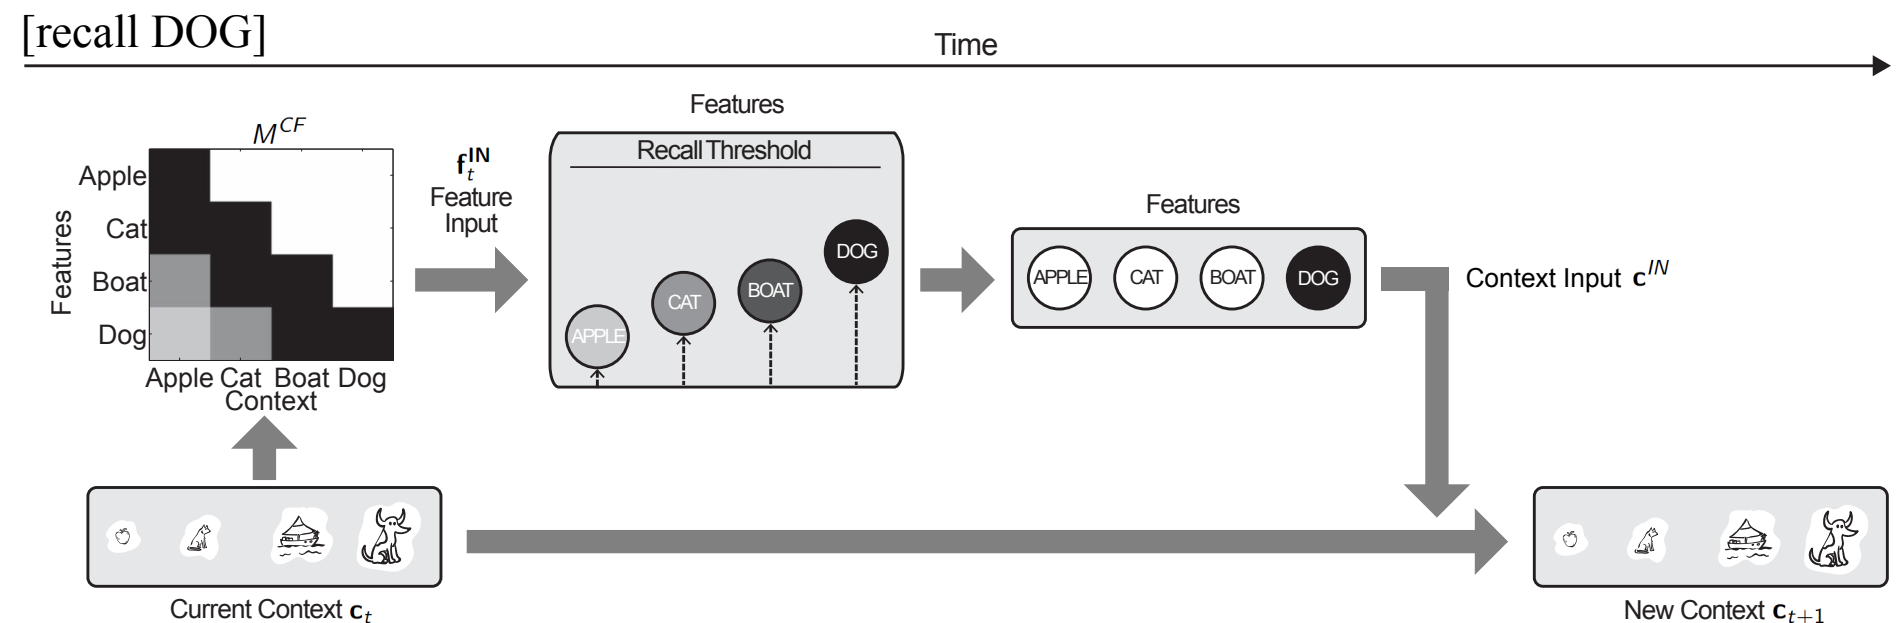 [recall DOG]
Time
M^{CF}
Features
Apple
Cat
Boat
Dog
Apple Cat Boat Dog
Context
f_t^{IN}
Feature
Input
Features
Recall Threshold
APPLE
CAT
BOAT
DOG
Features
APPLE CAT BOAT DOG
Context Input c^{IN}
Current Context c_t
New Context c_{t+1}